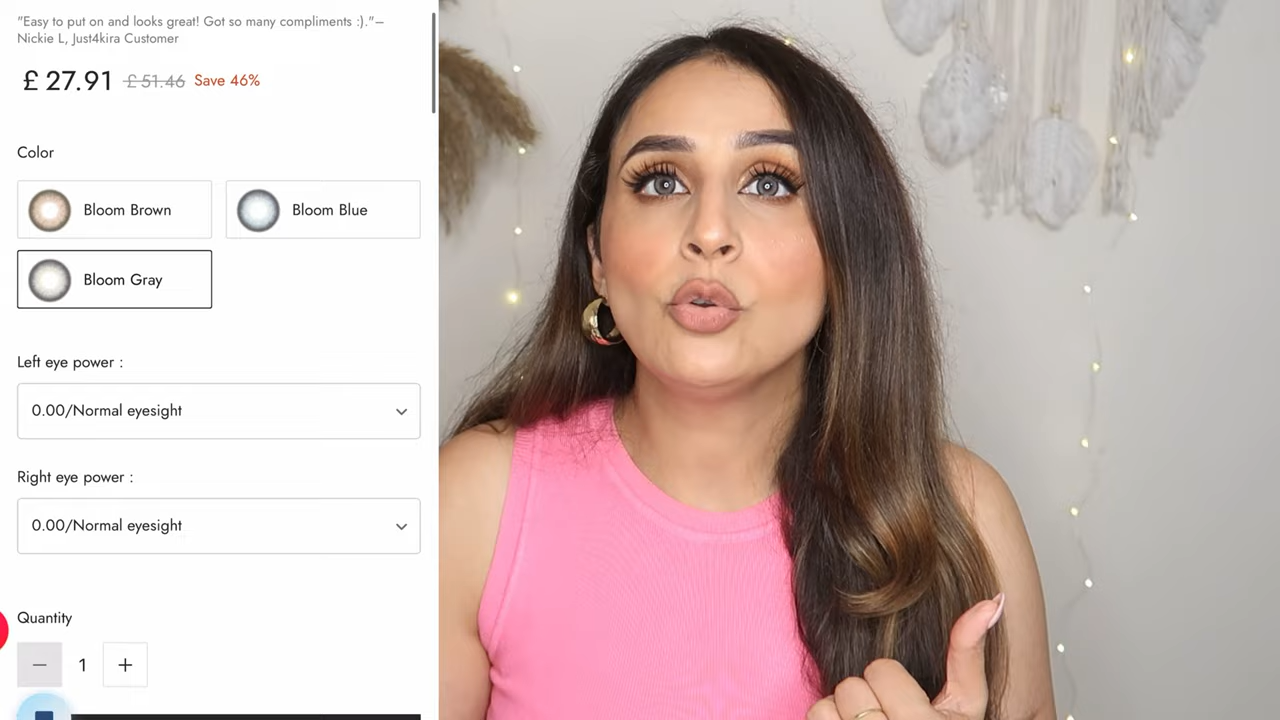 "Easy to put on and looks great! Got so many compliments :)."–
Nickie L, Just4kira Customer
£ 27.91 £ 51.46 Save 46%
Color
Bloom Brown
Bloom Blue
Bloom Gray
Left eye power :
0.00/Normal eyesight
Right eye power :
0.00/Normal eyesight
Quantity
− 1 +